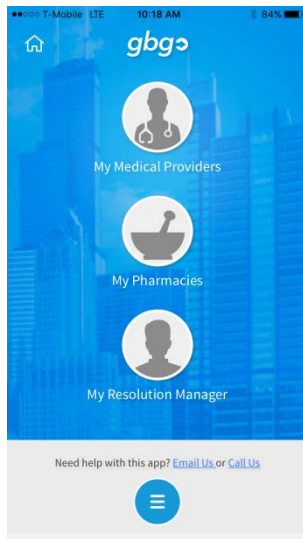 T-Mobile LTE 10:18 AM 84%
gbg
My Medical Providers
My Pharmacies
My Resolution Manager
Need help with this app? Email Us or Call Us